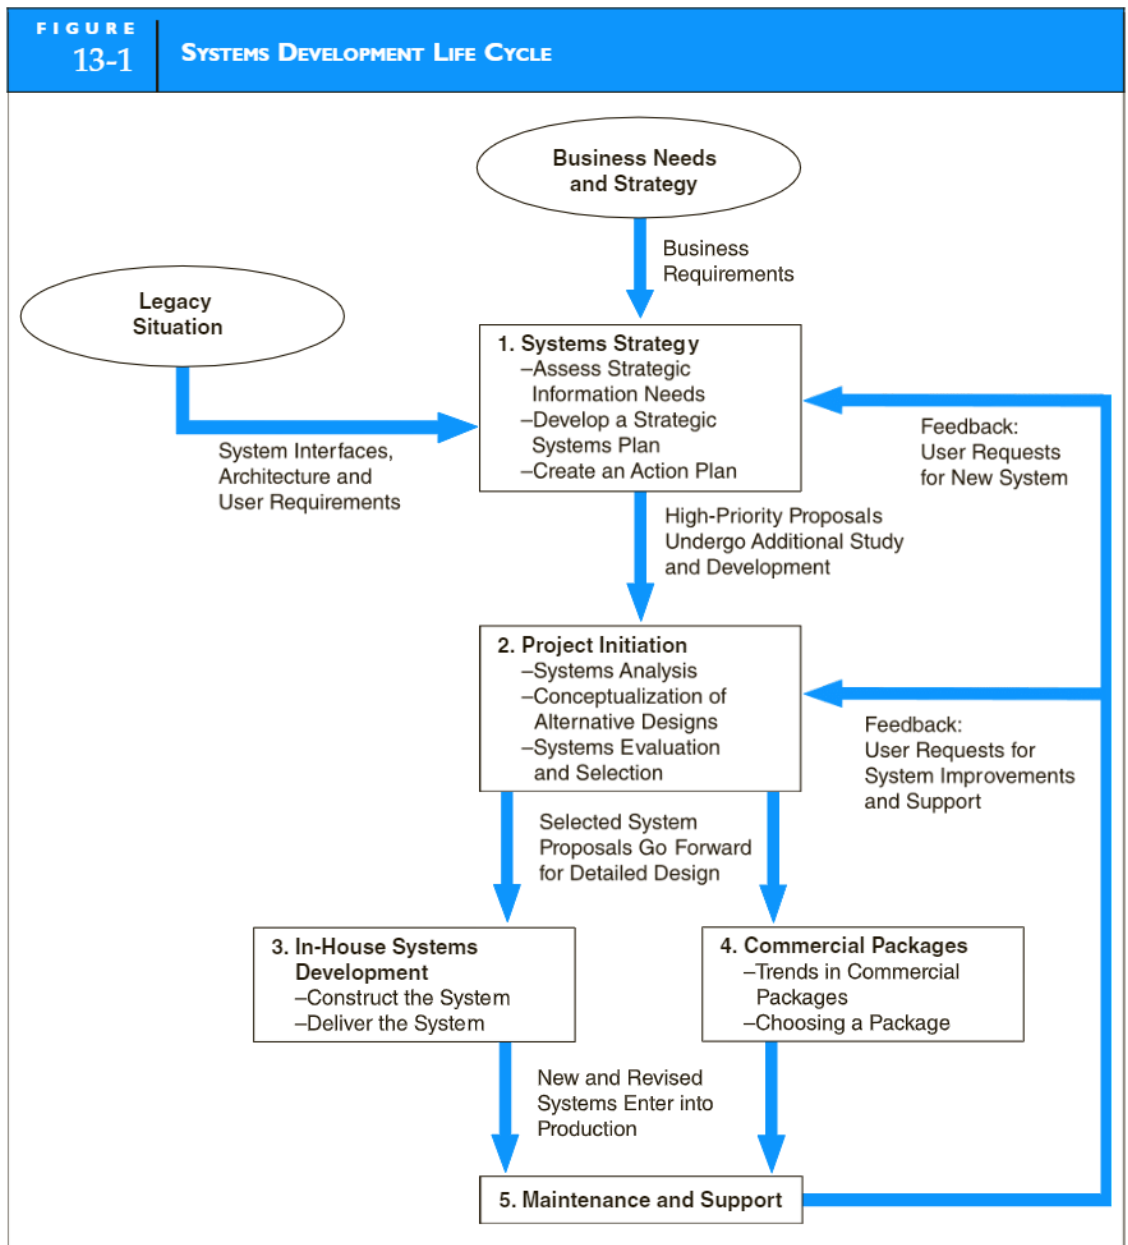 FIGURE
13-1
SYSTEMS DEVELOPMENT LIFE CYCLE
Business Needs
and Strategy
Business
Requirements
Legacy
Situation
System Interfaces,
Architecture and
User Requirements
1. Systems Strategy
–Assess Strategic
Information Needs
–Develop a Strategic
Systems Plan
–Create an Action Plan
Feedback:
User Requests
for New System
High-Priority Proposals
Undergo Additional Study
and Development
2. Project Initiation
–Systems Analysis
–Conceptualization of
Alternative Designs
–Systems Evaluation
and Selection
Feedback:
User Requests for
System Improvements
and Support
Selected System
Proposals Go Forward
for Detailed Design
3. In-House Systems
Development
–Construct the System
–Deliver the System
4. Commercial Packages
–Trends in Commercial
Packages
–Choosing a Package
New and Revised
Systems Enter into
Production
5. Maintenance and Support